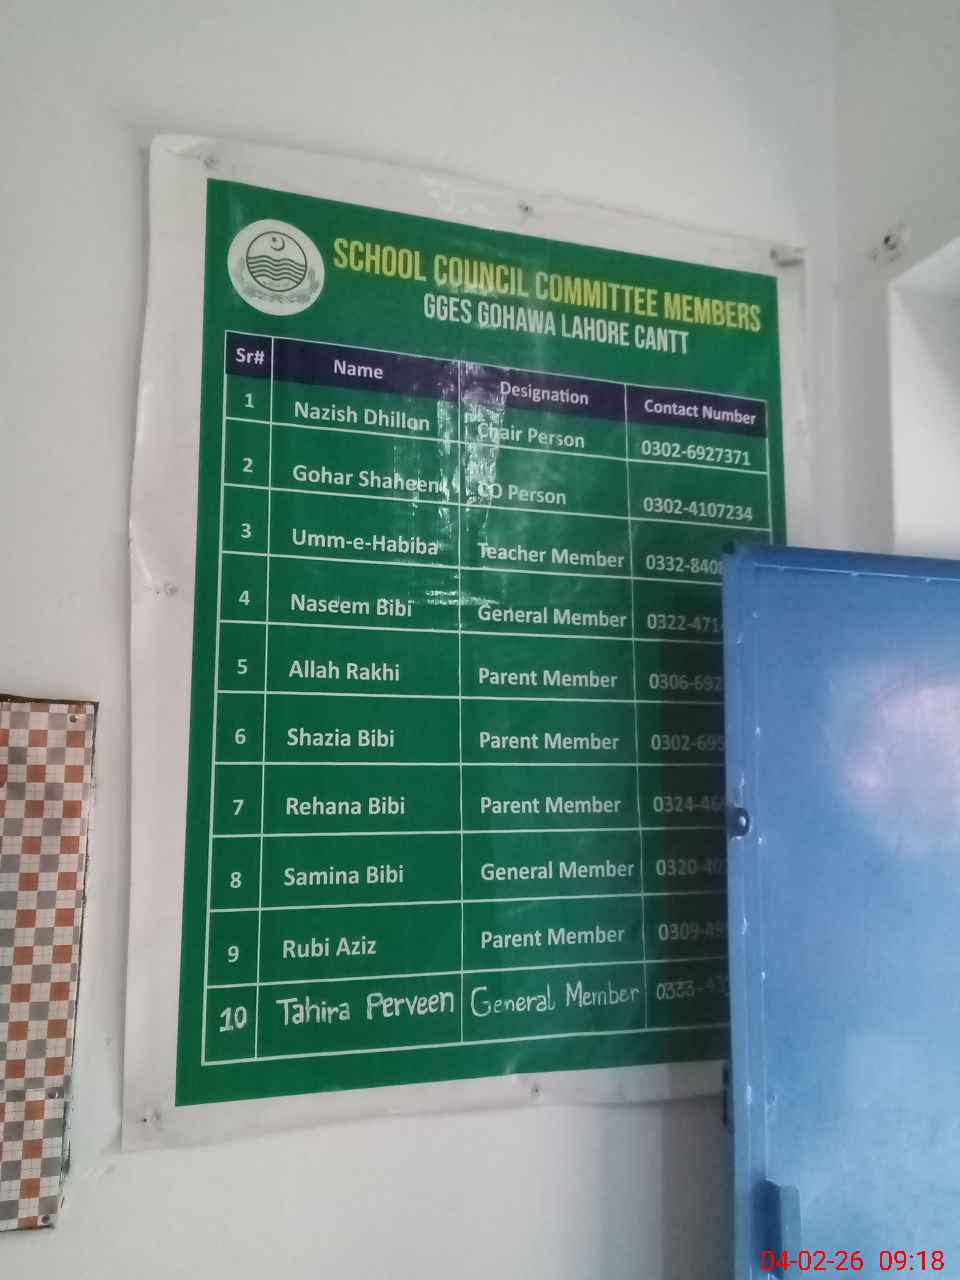 SCHOOL COUNCIL COMMITTEE MEMBERS
GGES GOHAWA LAHORE CANTT
Sr# Name Designation Contact Number
1 Nazish Dhillon Chair Person 0302-6927371
2 Gohar Shaheen CO Person 0302-4107234
3 Umm-e-Habiba Teacher Member 0332-840
4 Naseem Bibi General Member 0322-471
5 Allah Rakhi Parent Member 0306-692
6 Shazia Bibi Parent Member 0302-695
7 Rehana Bibi Parent Member 0324-46
8 Samina Bibi General Member 0320-40
9 Rubi Aziz Parent Member 0309-49
10 Tahira Perveen General Member 0333-43
04-02-26 09:18